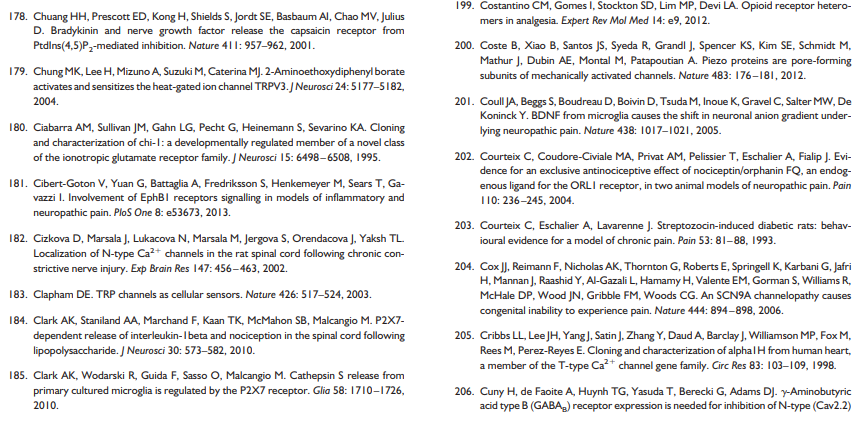 178. Chuang HH, Prescott ED, Kong H, Shields S, Jordt SE, Basbaum AI, Chao MV, Julius
D. Bradykinin and nerve growth factor release the capsaicin receptor from
PtdIns(4,5)P₂-mediated inhibition. Nature 411: 957–962, 2001.
179. Chung MK, Lee H, Mizuno A, Suzuki M, Caterina MJ. 2-Aminoethoxydiphenyl borate
activates and sensitizes the heat-gated ion channel TRPV3. J Neurosci 24: 5177–5182,
2004.
180. Ciabarra AM, Sullivan JM, Gahn LG, Pecht G, Heinemann S, Sevarino KA. Cloning
and characterization of chi-1: a developmentally regulated member of a novel class
of the ionotropic glutamate receptor family. J Neurosci 15: 6498–6508, 1995.
181. Cibert-Goton V, Yuan G, Battaglia A, Fredriksson S, Henkemeyer M, Sears T, Ga-
vazzi I. Involvement of EphB1 receptors signalling in models of inflammatory and
neuropathic pain. PloS One 8: e53673, 2013.
182. Cizkova D, Marsala J, Lukacova N, Marsala M, Jergova S, Orendacova J, Yaksh TL.
Localization of N-type Ca²⁺ channels in the rat spinal cord following chronic con-
strictive nerve injury. Exp Brain Res 147: 456–463, 2002.
183. Clapham DE. TRP channels as cellular sensors. Nature 426: 517–524, 2003.
184. Clark AK, Staniland AA, Marchand F, Kaan TK, McMahon SB, Malcangio M. P2X7-
dependent release of interleukin-1beta and nociception in the spinal cord following
lipopolysaccharide. J Neurosci 30: 573–582, 2010.
185. Clark AK, Wodarski R, Guida F, Sasso O, Malcangio M. Cathepsin S release from
primary cultured microglia is regulated by the P2X7 receptor. Glia 58: 1710–1726,
2010.
199. Costantino CM, Gomes I, Stockton SD, Lim MP, Devi LA. Opioid receptor hetero-
mers in analgesia. Expert Rev Mol Med 14: e9, 2012.
200. Coste B, Xiao B, Santos JS, Syeda R, Grandl J, Spencer KS, Kim SE, Schmidt M,
Mathur J, Dubin AE, Montal M, Patapoutian A. Piezo proteins are pore-forming
subunits of mechanically activated channels. Nature 483: 176–181, 2012.
201. Coull JA, Beggs S, Boudreau D, Boivin D, Tsuda M, Inoue K, Gravel C, Salter MW, De
Koninck Y. BDNF from microglia causes the shift in neuronal anion gradient under-
lying neuropathic pain. Nature 438: 1017–1021, 2005.
202. Courteix C, Coudore-Civiale MA, Privat AM, Pelissier T, Eschalier A, Fialip J. Evi-
dence for an exclusive antinociceptive effect of nociceptin/orphanin FQ, an endog-
enous ligand for the ORL1 receptor, in two animal models of neuropathic pain. Pain
110: 236–245, 2004.
203. Courteix C, Eschalier A, Lavarenne J. Streptozocin-induced diabetic rats: behav-
ioural evidence for a model of chronic pain. Pain 53: 81–88, 1993.
204. Cox JJ, Reimann F, Nicholas AK, Thornton G, Roberts E, Springell K, Karbani G, Jafri
H, Mannan J, Raashid Y, Al-Gazali L, Hamamy H, Valente EM, Gorman S, Williams R,
McHale DP, Wood JN, Gribble FM, Woods CG. An SCN9A channelopathy causes
congenital inability to experience pain. Nature 444: 894–898, 2006.
205. Cribbs LL, Lee JH, Yang J, Satin J, Zhang Y, Daud A, Barclay J, Williamson MP, Fox M,
Rees M, Perez-Reyes E. Cloning and characterization of alpha1H from human heart,
a member of the T-type Ca²⁺ channel gene family. Circ Res 83: 103–109, 1998.
206. Cuny H, de Faoite A, Huynh TG, Yasuda T, Berecki G, Adams DJ. γ-Aminobutyric
acid type B (GABA_B) receptor expression is needed for inhibition of N-type (Cav2.2)